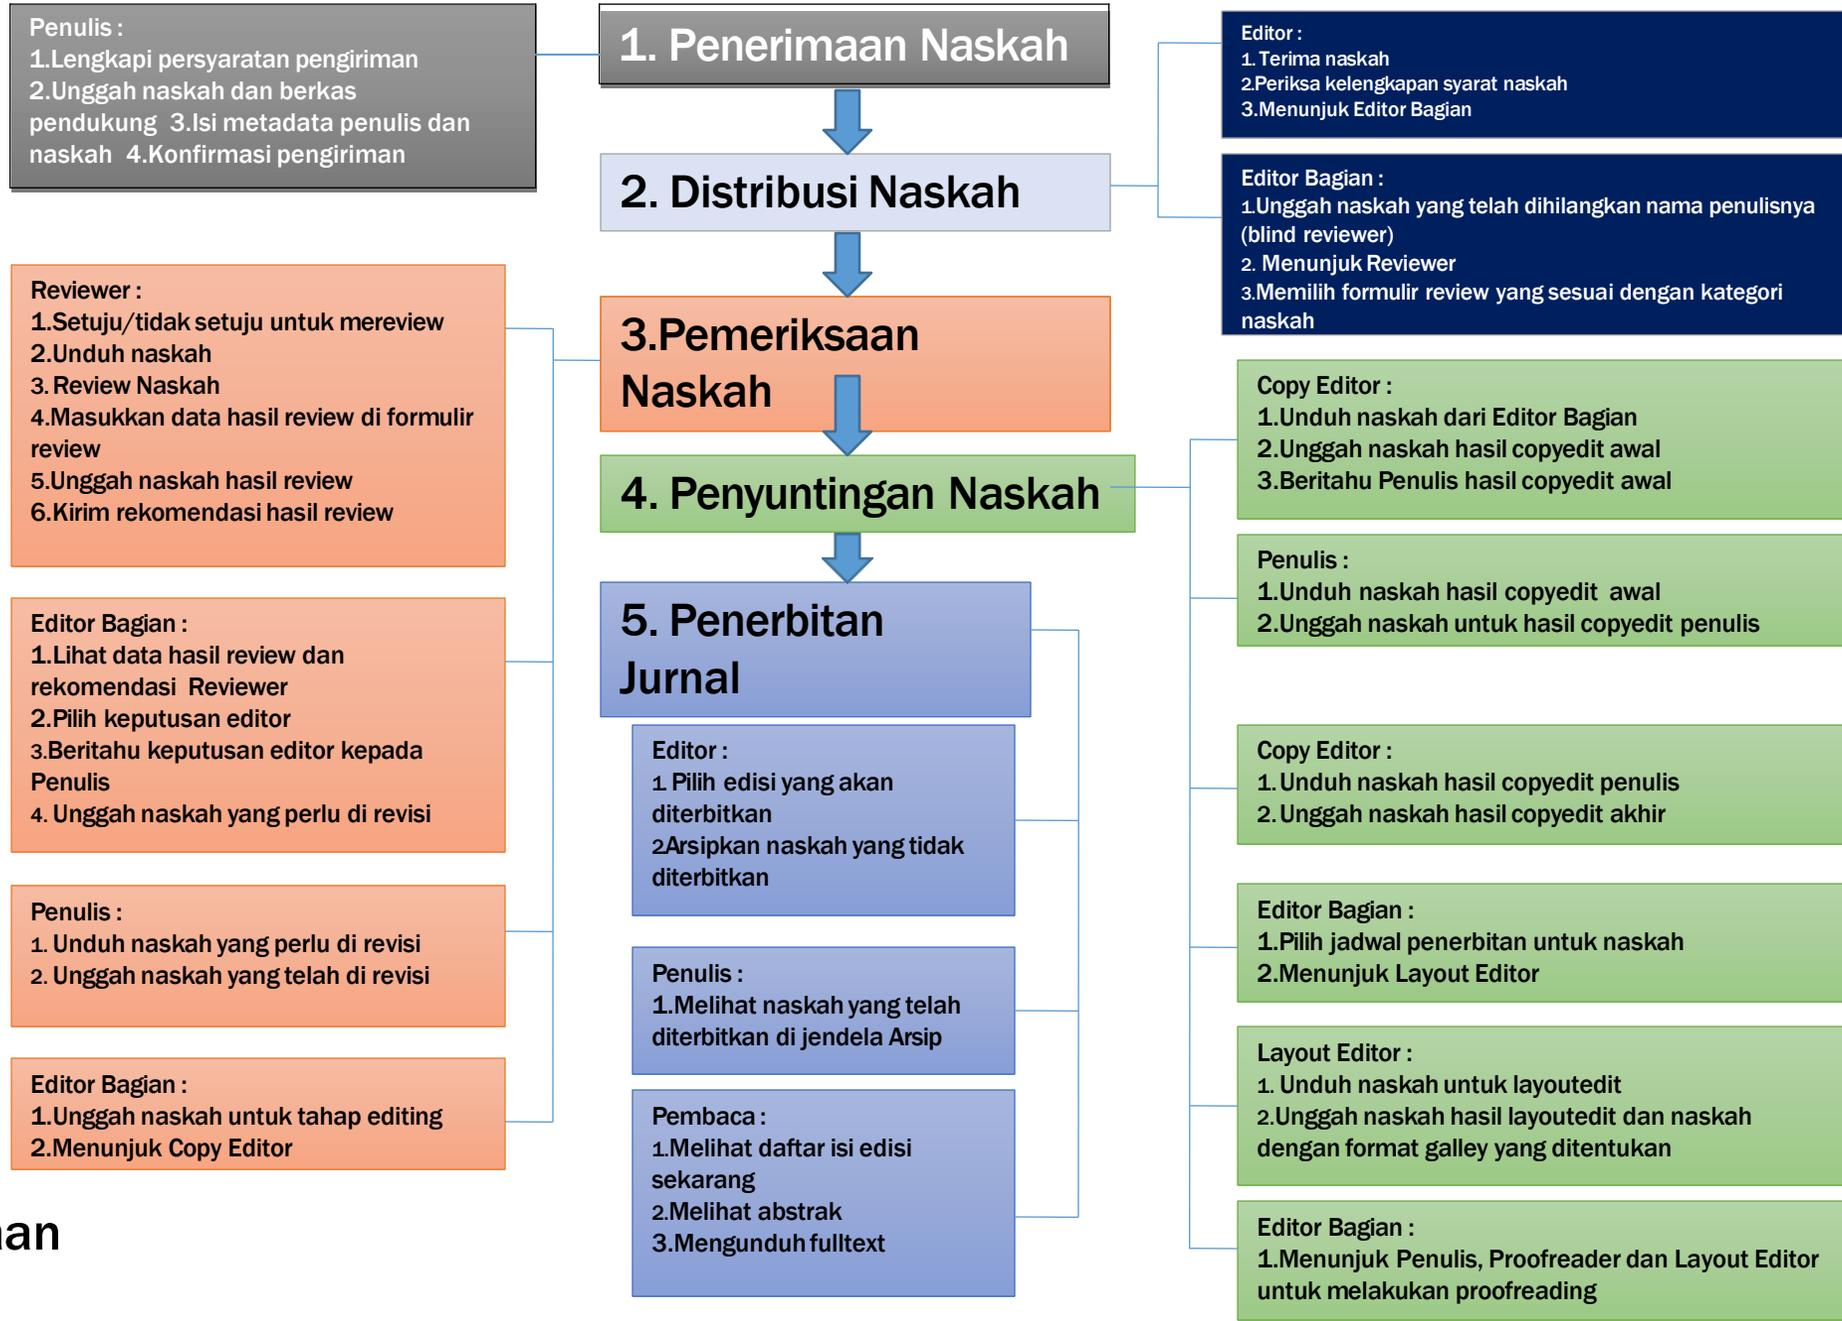 Penulis :
1.Lengkapi persyaratan pengiriman
2.Unggah naskah dan berkas
pendukung 3.Isi metadata penulis dan
naskah 4.Konfirmasi pengiriman
1. Penerimaan Naskah
Editor :
1. Terima naskah
2.Periksa kelengkapan syarat naskah
3.Menunjuk Editor Bagian
2. Distribusi Naskah
Editor Bagian :
1.Unggah naskah yang telah dihilangkan nama penulisnya
(blind reviewer)
2. Menunjuk Reviewer
3.Memilih formulir review yang sesuai dengan kategori
naskah
Reviewer :
1.Setuju/tidak setuju untuk mereview
2.Unduh naskah
3. Review Naskah
4.Masukkan data hasil review di formulir
review
5.Unggah naskah hasil review
6.Kirim rekomendasi hasil review
3.Pemeriksaan
Naskah
Editor Bagian :
1.Lihat data hasil review dan
rekomendasi Reviewer
2.Pilih keputusan editor
3.Beritahu keputusan editor kepada
Penulis
4. Unggah naskah yang perlu di revisi
Penulis :
1. Unduh naskah yang perlu di revisi
2. Unggah naskah yang telah di revisi
Editor Bagian :
1.Unggah naskah untuk tahap editing
2.Menunjuk Copy Editor
4. Penyuntingan Naskah
Copy Editor :
1.Unduh naskah dari Editor Bagian
2.Unggah naskah hasil copyedit awal
3.Beritahu Penulis hasil copyedit awal
Penulis :
1.Unduh naskah hasil copyedit awal
2.Unggah naskah untuk hasil copyedit penulis
Copy Editor :
1. Unduh naskah hasil copyedit penulis
2. Unggah naskah hasil copyedit akhir
Editor Bagian :
1.Pilih jadwal penerbitan untuk naskah
2.Menunjuk Layout Editor
Layout Editor :
1. Unduh naskah untuk layoutedit
2.Unggah naskah hasil layoutedit dan naskah
dengan format galley yang ditentukan
Editor Bagian :
1.Menunjuk Penulis, Proofreader dan Layout Editor
untuk melakukan proofreading
5. Penerbitan
Jurnal
Editor :
1. Pilih edisi yang akan
diterbitkan
2.Arsipkan naskah yang tidak
diterbitkan
Penulis :
1.Melihat naskah yang telah
diterbitkan di jendela Arsip
Pembaca :
1.Melihat daftar isi edisi
sekarang
2.Melihat abstrak
3.Mengunduh fulltext